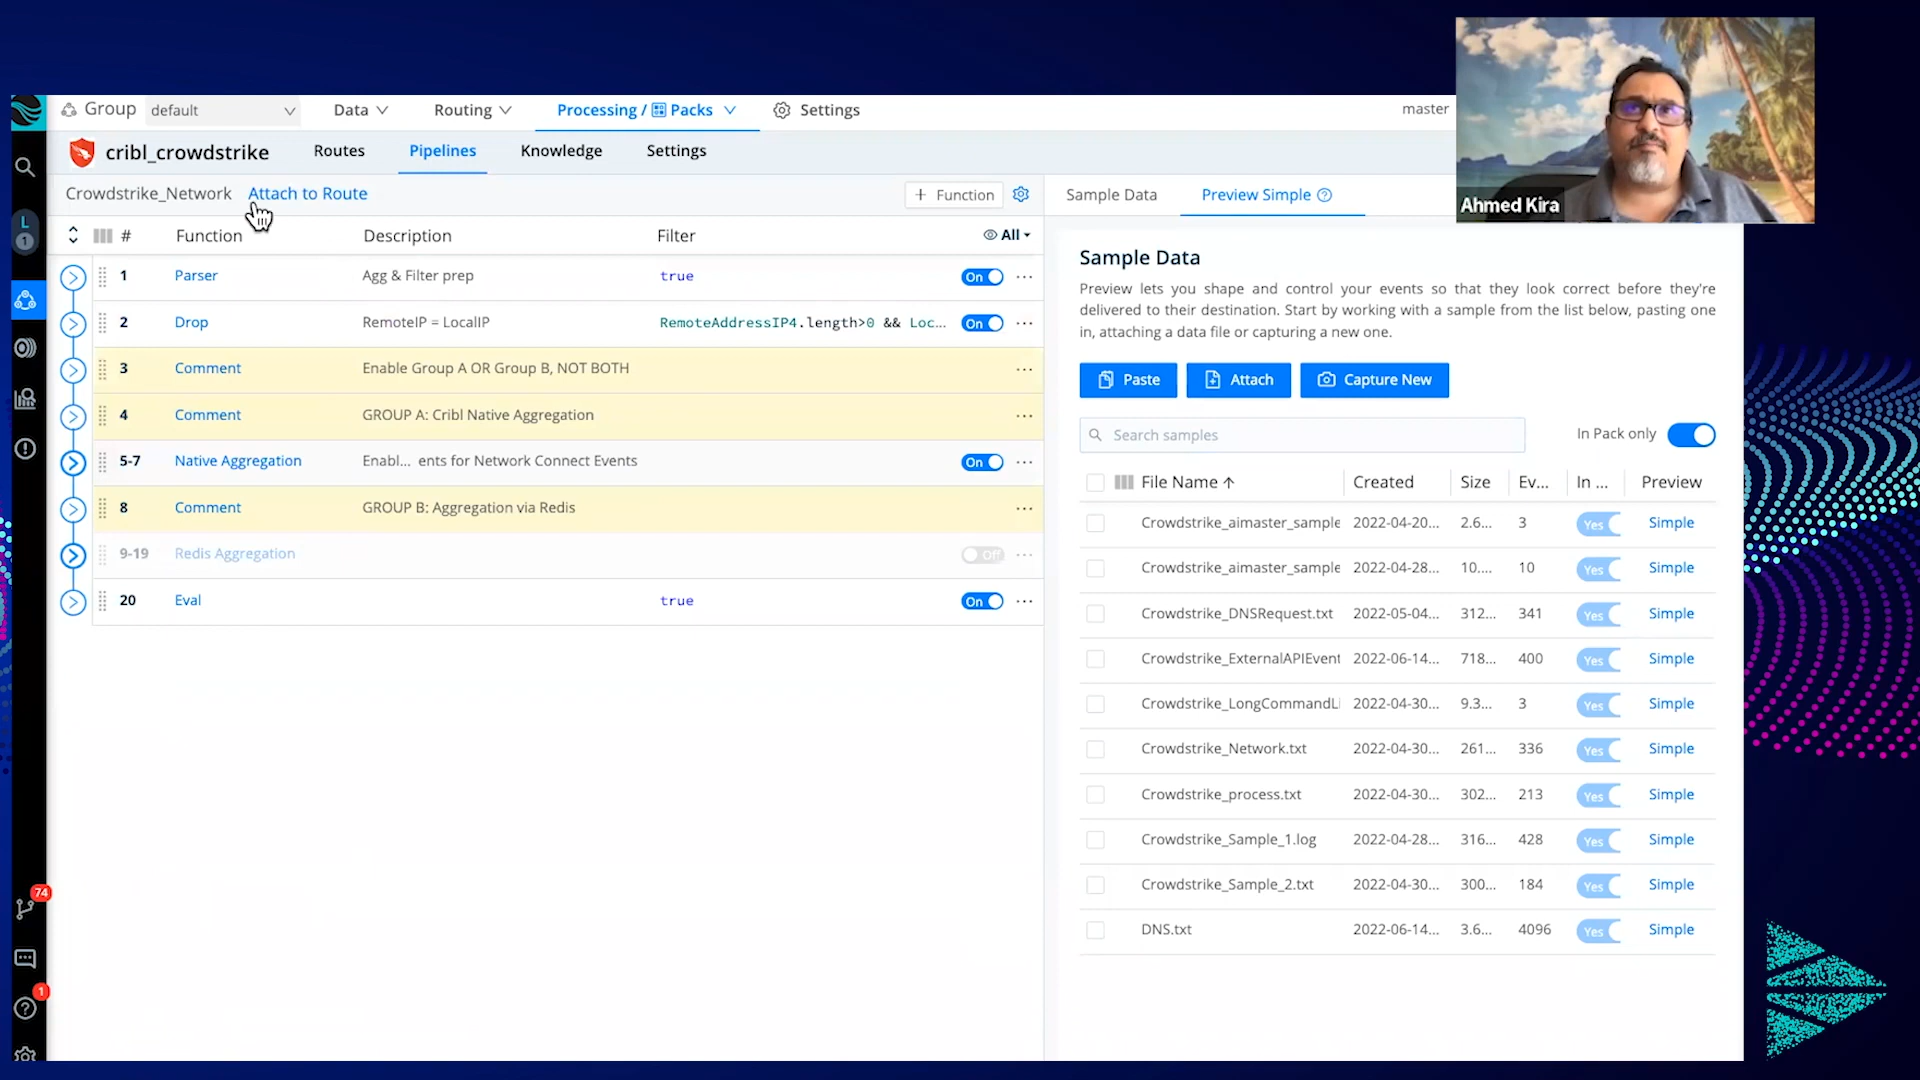 Group default Data Routing Processing / Packs Settings master
cribl_crowdstrike Routes Pipelines Knowledge Settings
Ahmed Kira
Crowdstrike_Network Attach to Route + Function Sample Data Preview Simple
# Function Description Filter All
1 Parser Agg & Filter prep true On
2 Drop RemoteIP = LocalIP RemoteAddressIP4.length>0 && Loc... On
3 Comment Enable Group A OR Group B, NOT BOTH
4 Comment GROUP A: Cribl Native Aggregation
5-7 Native Aggregation Enabl... ents for Network Connect Events On
8 Comment GROUP B: Aggregation via Redis
9-19 Redis Aggregation Off
20 Eval true On
L
1
74
1
Sample Data
Preview lets you shape and control your events so that they look correct before they're
delivered to their destination. Start by working with a sample from the list below, pasting one
in, attaching a data file or capturing a new one.
Paste Attach Capture New
Search samples In Pack only
File Name Created Size Ev... In ... Preview
Crowdstrike_aimaster_sample 2022-04-20... 2.6... 3 Yes Simple
Crowdstrike_aimaster_sample 2022-04-28... 10.... 10 Yes Simple
Crowdstrike_DNSRequest.txt 2022-05-04... 312... 341 Yes Simple
Crowdstrike_ExternalAPIEvent 2022-06-14... 718... 400 Yes Simple
Crowdstrike_LongCommandLi 2022-04-30... 9.3... 3 Yes Simple
Crowdstrike_Network.txt 2022-04-30... 261... 336 Yes Simple
Crowdstrike_process.txt 2022-04-30... 302... 213 Yes Simple
Crowdstrike_Sample_1.log 2022-04-28... 316... 428 Yes Simple
Crowdstrike_Sample_2.txt 2022-04-30... 300... 184 Yes Simple
DNS.txt 2022-06-14... 3.6... 4096 Yes Simple